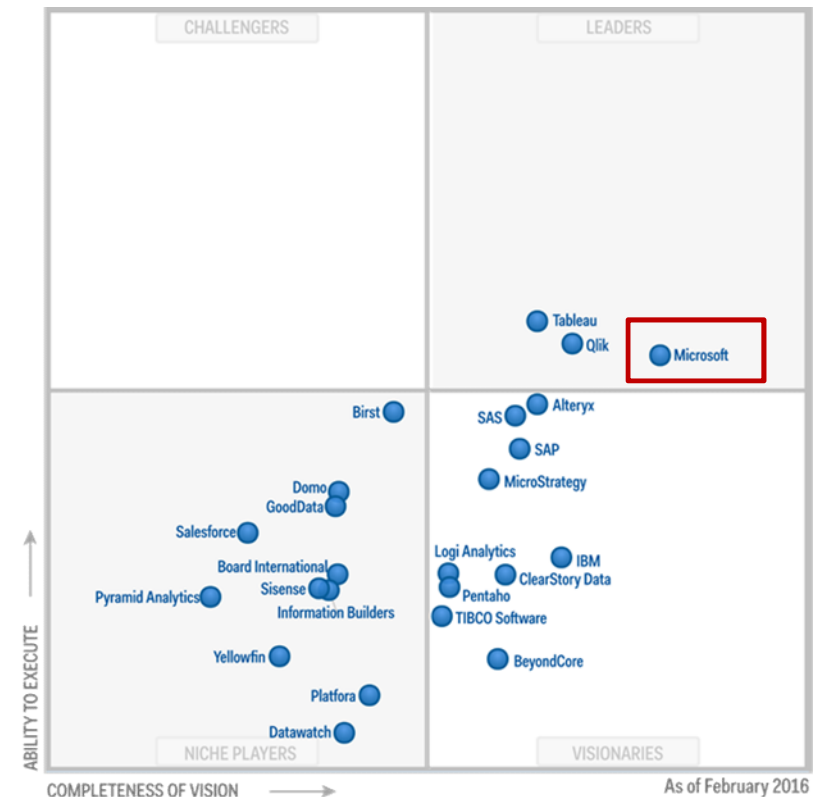 CHALLENGERS
LEADERS
Tableau
Qlik
Microsoft
Birst
Alteryx
SAS
SAP
MicroStrategy
Domo
GoodData
Salesforce
Logi Analytics
IBM
Board International
ClearStory Data
Sisense
Pentaho
Pyramid Analytics
Information Builders
TIBCO Software
Yellowfin
BeyondCore
Platfora
Datawatch
NICHE PLAYERS
VISIONARIES
ABILITY TO EXECUTE
COMPLETENESS OF VISION
As of February 2016